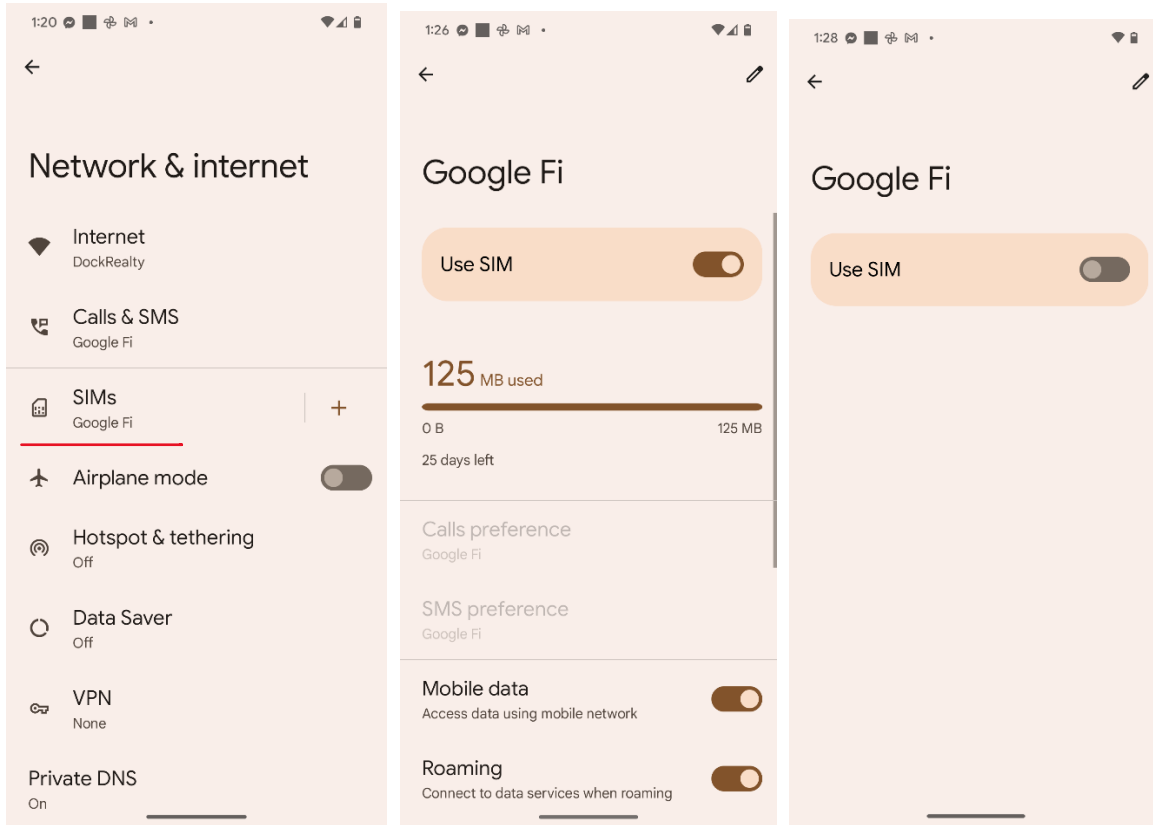 1:20
Network & internet
Internet
DockRealty
Calls & SMS
Google Fi
SIMs
Google Fi
+
Airplane mode
Hotspot & tethering
Off
Data Saver
Off
VPN
None
Private DNS
On
1:26
Google Fi
Use SIM
125 MB used
0 B 125 MB
25 days left
Calls preference
Google Fi
SMS preference
Google Fi
Mobile data
Access data using mobile network
Roaming
Connect to data services when roaming
1:28
Google Fi
Use SIM